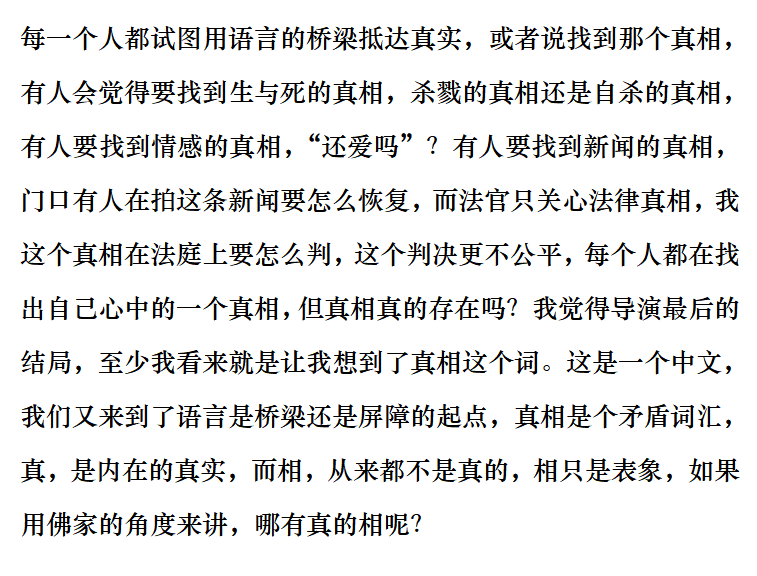 每一个人都试图用语言的桥梁抵达真实，或者说找到那个真相，
有人会觉得要找到生与死的真相，杀戮的真相还是自杀的真相，
有人要找到情感的真相，“还爱吗”？有人要找到新闻的真相，
门口有人在拍这条新闻要怎么恢复，而法官只关心法律真相，我
这个真相在法庭上要怎么判，这个判决更不公平，每个人都在找
出自己心中的一个真相，但真相真的存在吗？我觉得导演最后的
结局，至少我看来就是让我想到了真相这个词。这是一个中文，
我们又来到了语言是桥梁还是屏障的起点，真相是个矛盾词汇，
真，是内在的真实，而相，从来都不是真的，相只是表象，如果
用佛家的角度来讲，哪有真的相呢？